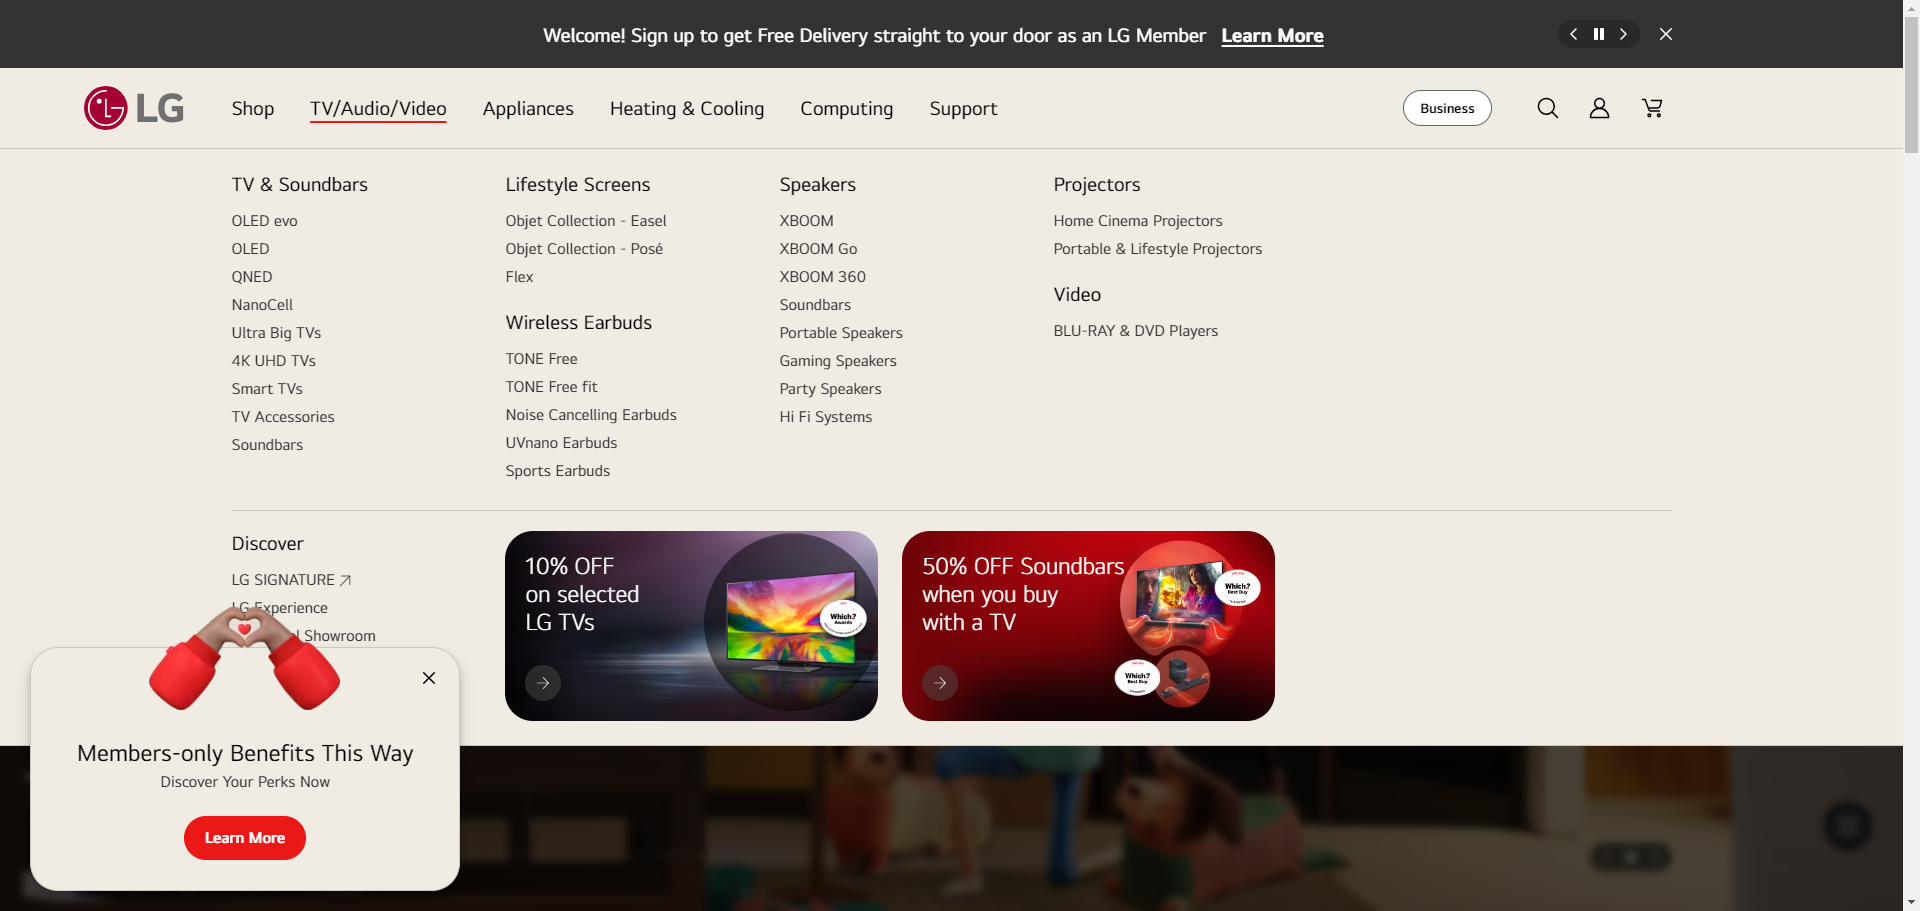 Welcome! Sign up to get Free Delivery straight to your door as an LG Member Learn More
LG
Shop
TV/Audio/Video
Appliances
Heating & Cooling
Computing
Support
Business
TV & Soundbars
OLED evo
OLED
QNED
NanoCell
Ultra Big TVs
4K UHD TVs
Smart TVs
TV Accessories
Soundbars
Lifestyle Screens
Objet Collection - Easel
Objet Collection - Posé
Flex
Wireless Earbuds
TONE Free
TONE Free fit
Noise Cancelling Earbuds
UVnano Earbuds
Sports Earbuds
Speakers
XBOOM
XBOOM Go
XBOOM 360
Soundbars
Portable Speakers
Gaming Speakers
Party Speakers
Hi Fi Systems
Projectors
Home Cinema Projectors
Portable & Lifestyle Projectors
Video
BLU-RAY & DVD Players
Discover
LG SIGNATURE
LG Experience
Showroom
10% OFF
on selected
LG TVs
Which?
Awards
50% OFF Soundbars
when you buy
with a TV
Which?
Best Buy
Which?
Best Buy
Members-only Benefits This Way
Discover Your Perks Now
Learn More